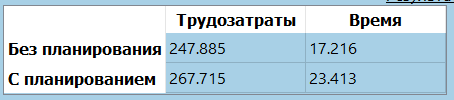 Трудозатраты Время
Без планирования 247.885 17.216
С планированием 267.715 23.413